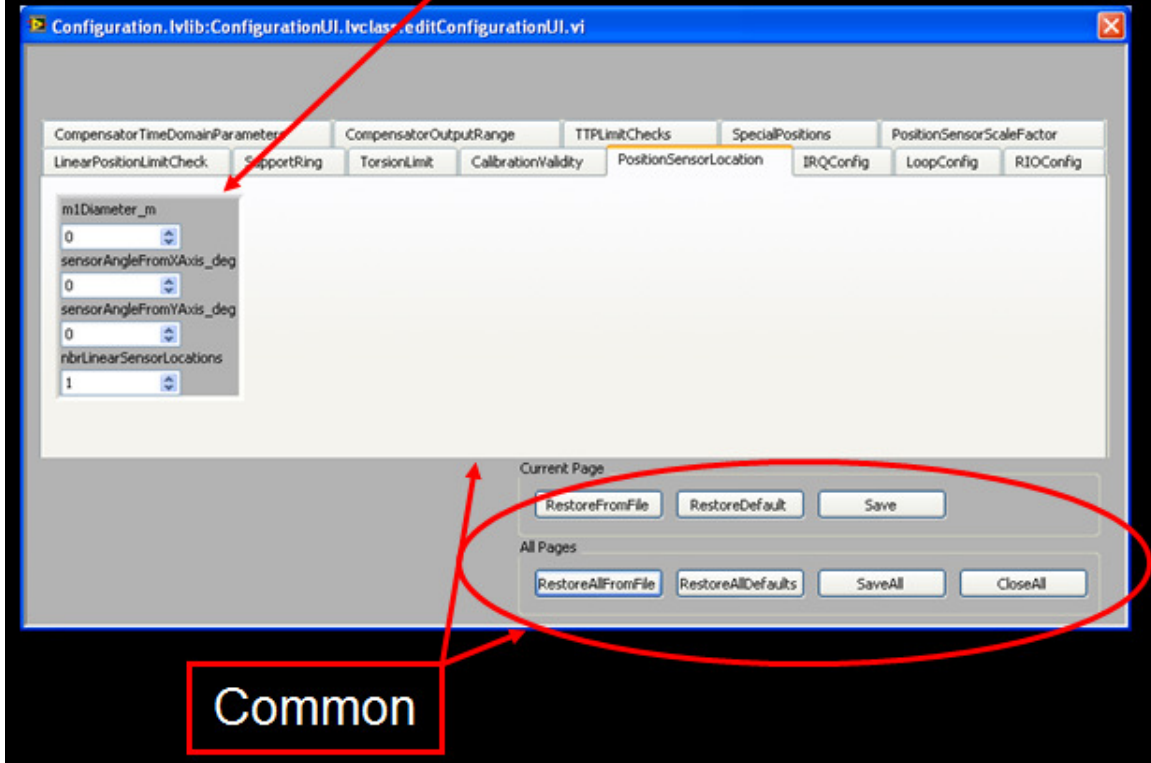 Configuration.lvlib:ConfigurationUI.lvclass:editConfigurationUI.vi
CompensatorTimeDomainParameters CompensatorOutputRange TTPLimitChecks SpecialPositions PositionSensorScaleFactor
LinearPositionLimitCheck SupportRing TorsionLimit CalibrationValidity PositionSensorLocation IRQConfig LoopConfig RIOConfig
m1Diameter_m
0
sensorAngleFromXAxis_deg
0
sensorAngleFromYAxis_deg
0
nbrLinearSensorLocations
1
Current Page
RestoreFromFile RestoreDefault Save
All Pages
RestoreAllFromFile RestoreAllDefaults SaveAll CloseAll
Common